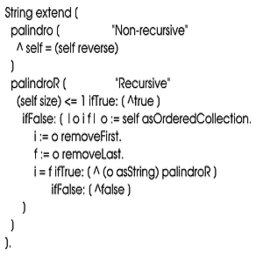 String extend (
palindro ( "Non-recursive"
^ self = (self reverse)
)
palindroR ( "Recursive"
(self size) <= 1 ifTrue: ( ^true )
ifFalse: ( | o i f | o := self asOrderedCollection.
i := o removeFirst.
f := o removeLast.
i = f ifTrue: ( ^ (o asString) palindroR )
ifFalse: ( ^false )
)
)
).